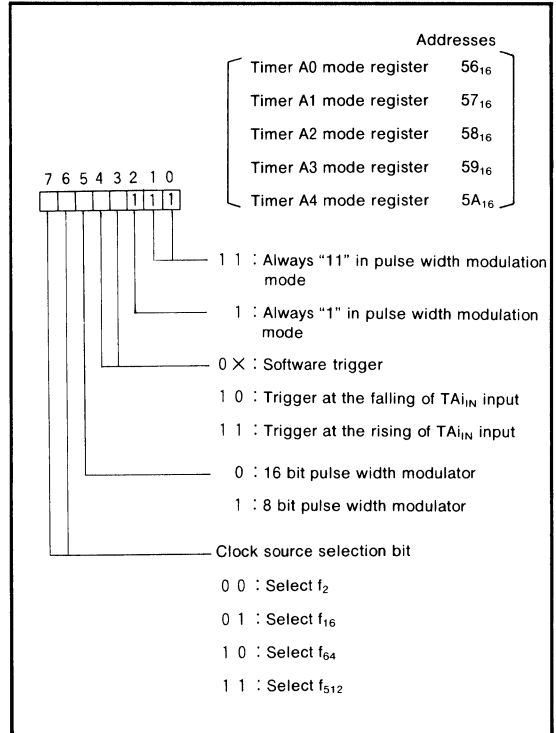 Addresses
Timer A0 mode register 56₁₆
Timer A1 mode register 57₁₆
Timer A2 mode register 58₁₆
Timer A3 mode register 59₁₆
Timer A4 mode register 5A₁₆
7 6 5 4 3 2 1 0
1 1 1
1 1 : Always “11” in pulse width modulation
mode
1 : Always “1” in pulse width modulation
mode
0 × : Software trigger
1 0 : Trigger at the falling of TAiIN input
1 1 : Trigger at the rising of TAiIN input
0 : 16 bit pulse width modulator
1 : 8 bit pulse width modulator
Clock source selection bit
0 0 : Select f₂
0 1 : Select f₁₆
1 0 : Select f₆₄
1 1 : Select f₅₁₂